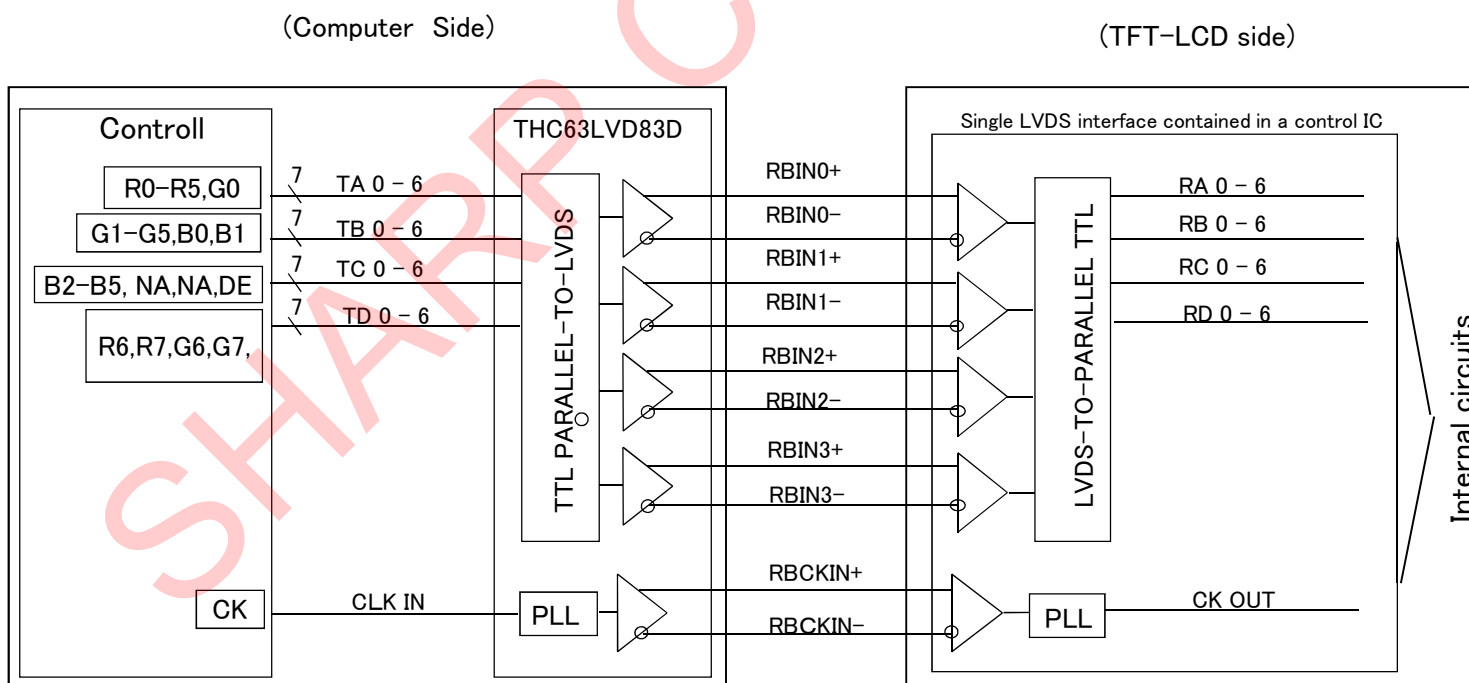 (Computer Side)
(TFT-LCD side)
Controll
THC63LVD83D
Single LVDS interface contained in a control IC
R0-R5,G0
7
TA 0 - 6
G1-G5,B0,B1
7
TB 0 - 6
B2-B5, NA,NA,DE
7
TC 0 - 6
R6,R7,G6,G7,
7
TD 0 - 6
TTL PARALLEL-TO-LVDS
RBIN0+
RBIN0-
RBIN1+
RBIN1-
RBIN2+
RBIN2-
RBIN3+
RBIN3-
LVDS-TO-PARALLEL TTL
RA 0 - 6
RB 0 - 6
RC 0 - 6
RD 0 - 6
Internal circuits
CK
CLK IN
PLL
RBCKIN+
RBCKIN-
PLL
CK OUT
SHARP C